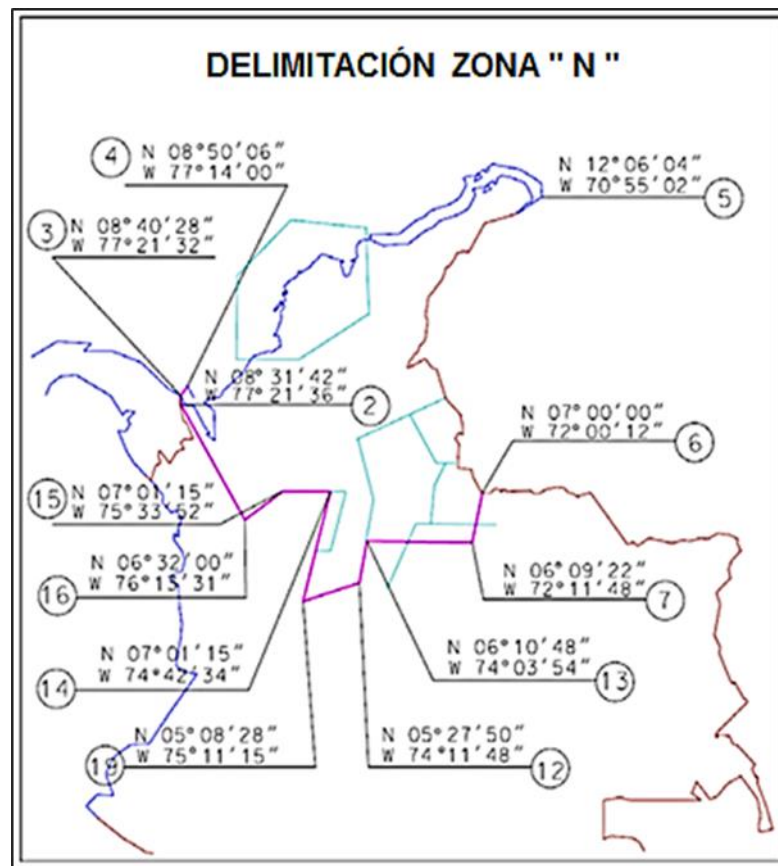 DELIMITACIÓN ZONA " N "
4
N 08°50'06"
W 77°14'00"
3
N 08°40'28"
W 77°21'32"
N 12°06'04"
W 70°55'02"
5
N 08°31'42"
W 77°21'36"
2
N 07°00'00"
W 72°00'12"
6
15
N 07°01'15"
W 75°33'52"
N 06°32'00"
W 76°13'31"
16
N 06°09'22"
W 72°11'48"
7
N 07°01'15"
W 74°42'34"
14
N 06°10'48"
W 74°03'54"
13
N 05°08'28"
W 75°11'15"
19
N 05°27'50"
W 74°11'48"
12